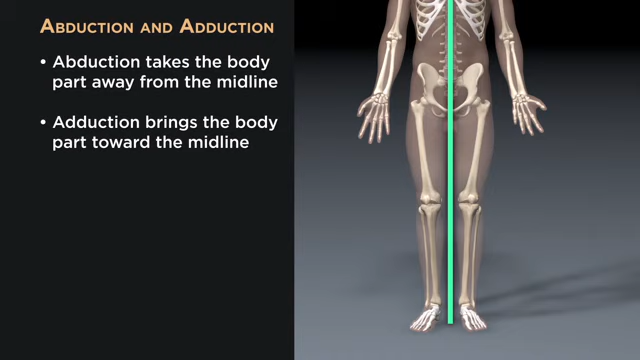 Abduction and Adduction
• Abduction takes the body
part away from the midline
• Adduction brings the body
part toward the midline